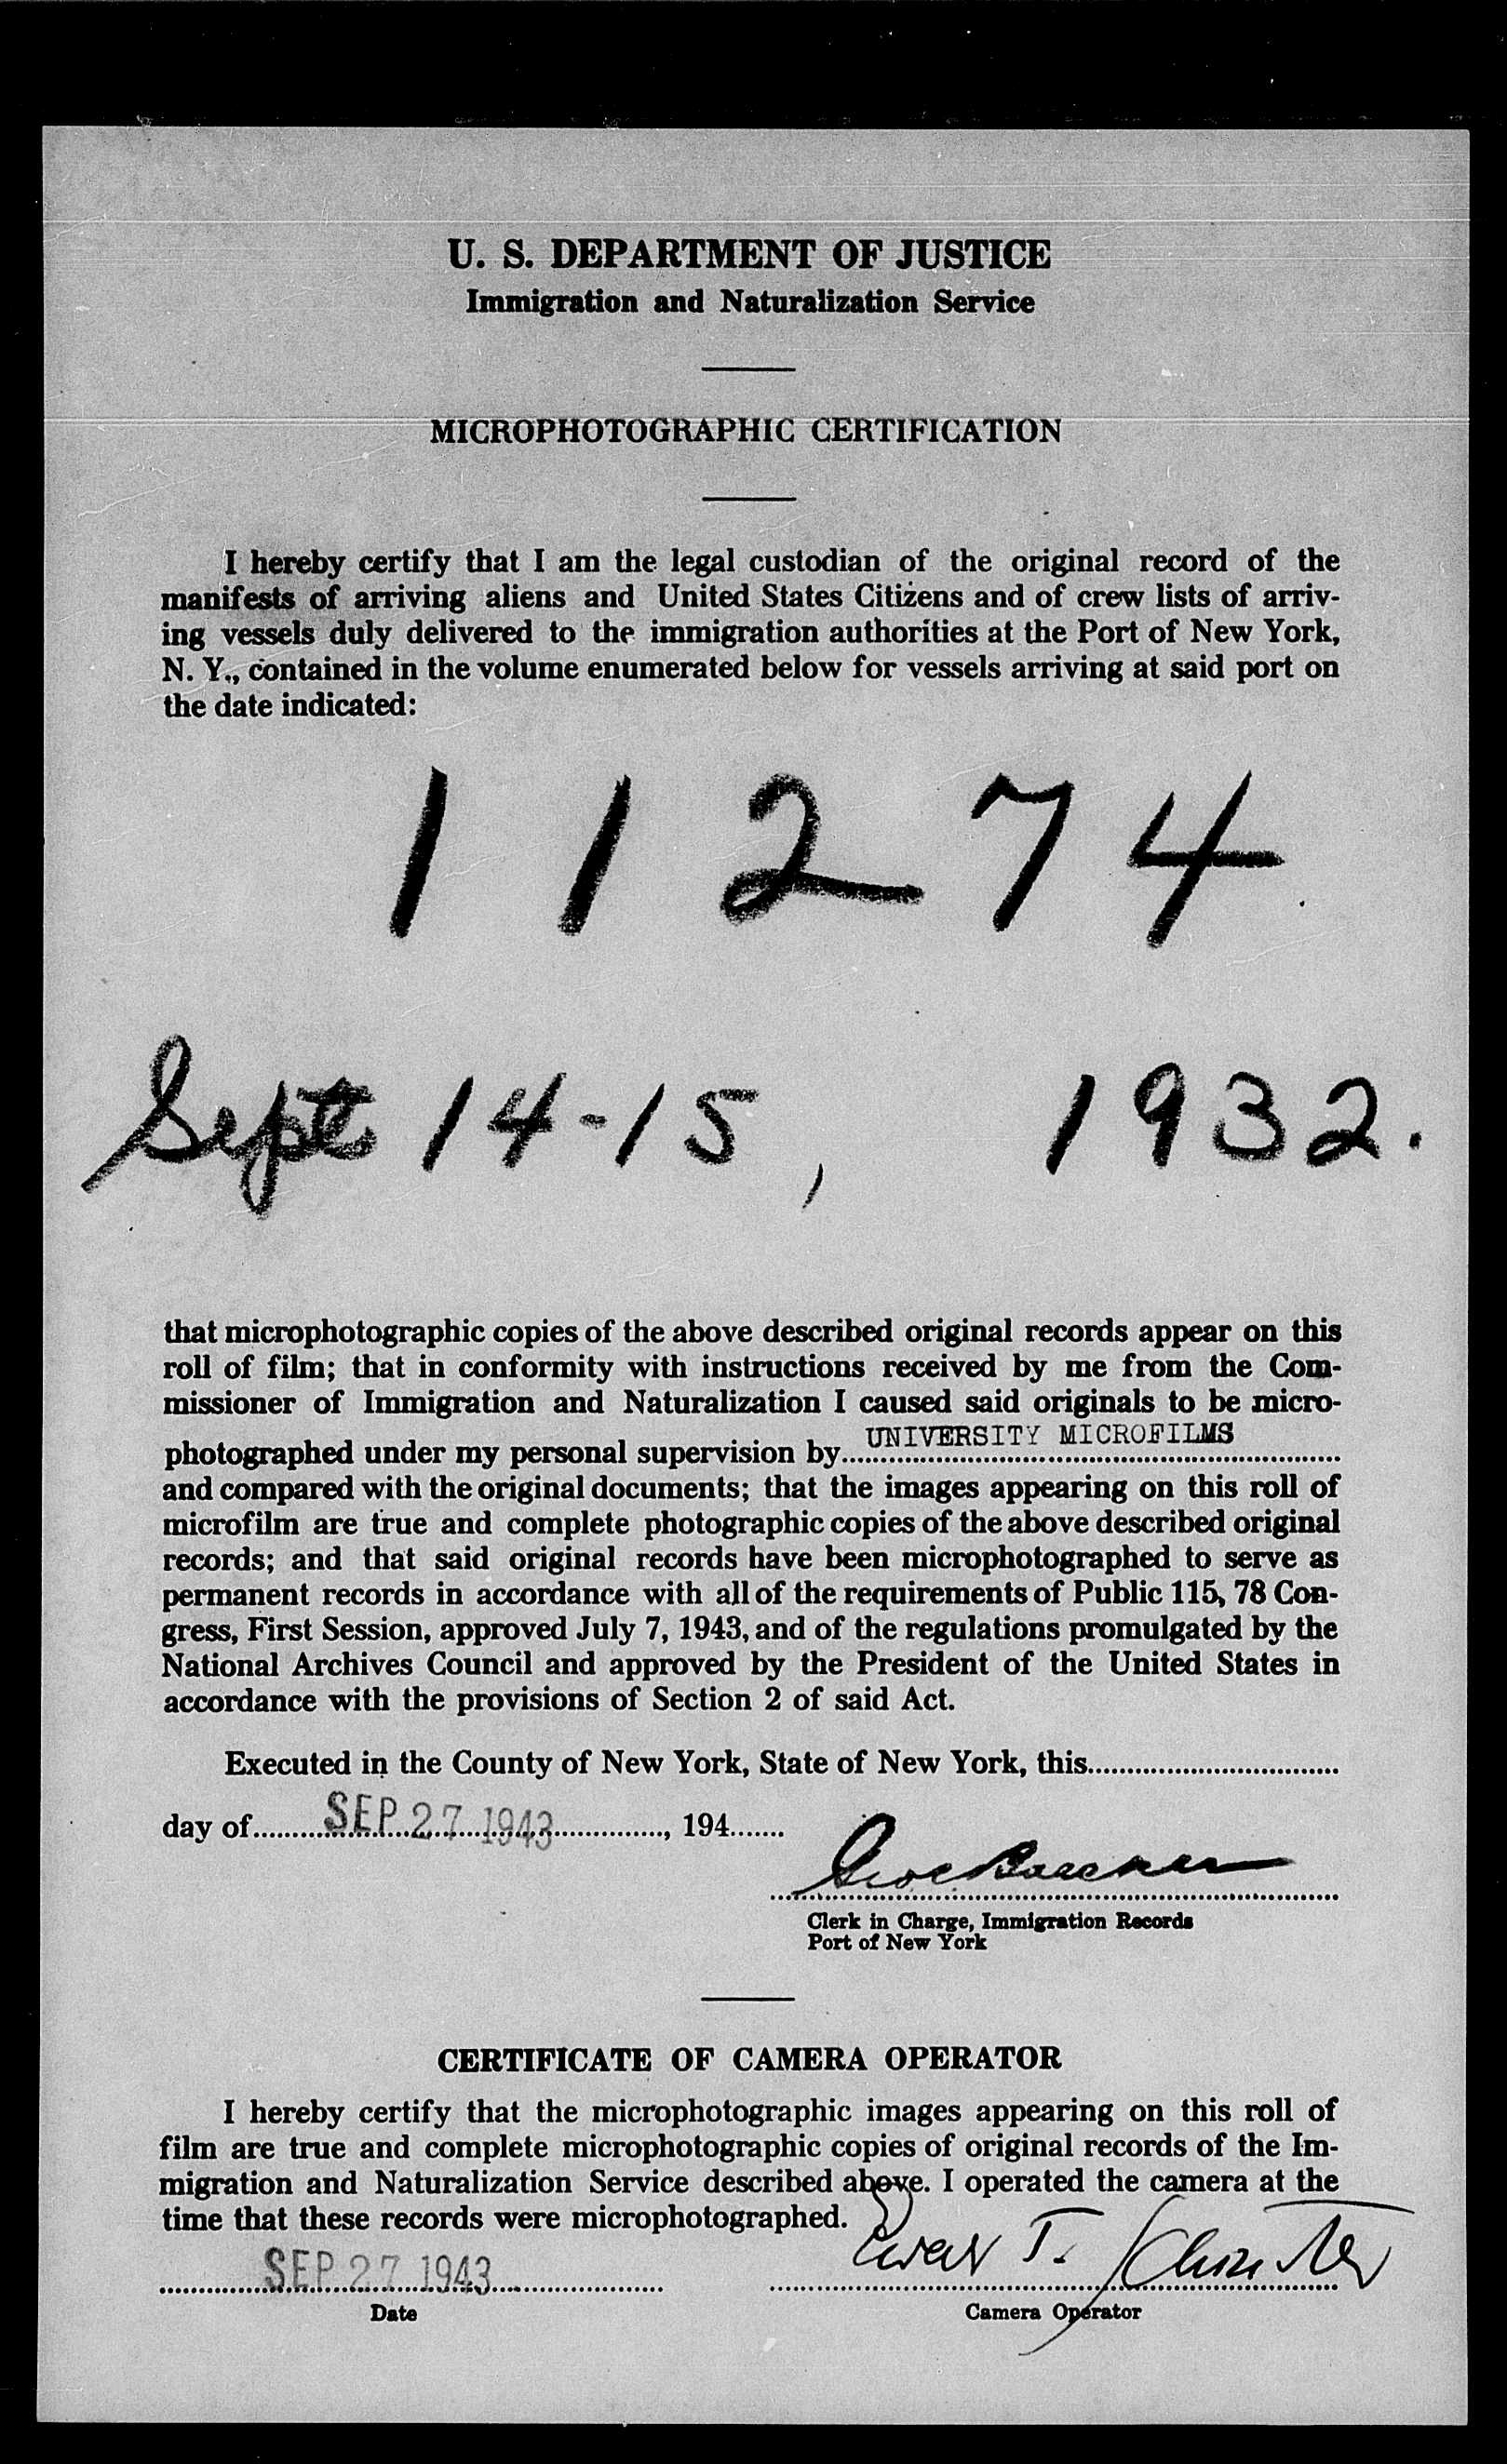 U. S. DEPARTMENT OF JUSTICE
Immigration and Naturalization Service
MICROPHOTOGRAPHIC CERTIFICATION
I hereby certify that I am the legal custodian of the original record of the
manifests of arriving aliens and United States Citizens and of crew lists of arriv-
ing vessels duly delivered to the immigration authorities at the Port of New York,
N. Y., contained in the volume enumerated below for vessels arriving at said port on
the date indicated:
11274
Sept 14-15, 1932.
that microphotographic copies of the above described original records appear on this
roll of film; that in conformity with instructions received by me from the Com-
missioner of Immigration and Naturalization I caused said originals to be micro-
photographed under my personal supervision by UNIVERSITY MICROFILMS
and compared with the original documents; that the images appearing on this roll of
microfilm are true and complete photographic copies of the above described original
records; and that said original records have been microphotographed to serve as
permanent records in accordance with all of the requirements of Public 115, 78 Con-
gress, First Session, approved July 7, 1943, and of the regulations promulgated by the
National Archives Council and approved by the President of the United States in
accordance with the provisions of Section 2 of said Act.
Executed in the County of New York, State of New York, this
day of SEP 27 1943, 194
Clerk in Charge, Immigration Records
Port of New York
CERTIFICATE OF CAMERA OPERATOR
I hereby certify that the microphotographic images appearing on this roll of
film are true and complete microphotographic copies of original records of the Im-
migration and Naturalization Service described above. I operated the camera at the
time that these records were microphotographed.
SEP 27 1943 T.
Date Camera Operator